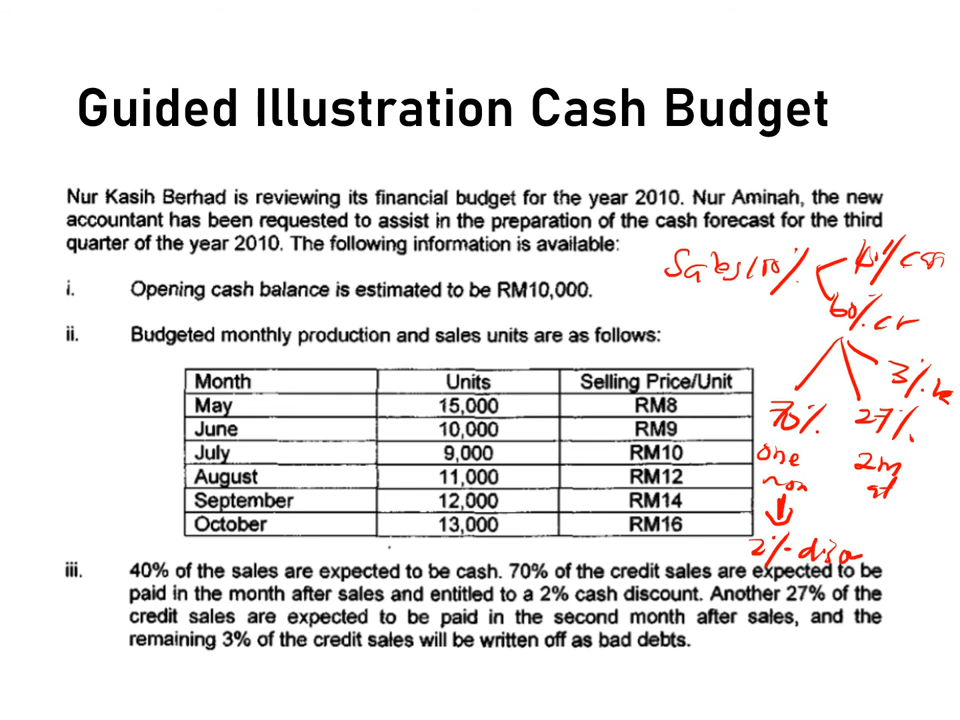 Guided Illustration Cash Budget
Nur Kasih Berhad is reviewing its financial budget for the year 2010. Nur Aminah, the new
accountant has been requested to assist in the preparation of the cash forecast for the third
quarter of the year 2010. The following information is available:
Sales 100%
60% cr
i. Opening cash balance is estimated to be RM10,000.
ii. Budgeted monthly production and sales units are as follows:
Month Units Selling Price/Unit
May 15,000 RM8
June 10,000 RM9
July 9,000 RM10
August 11,000 RM12
September 12,000 RM14
October 13,000 RM16
3%
70% 27%
one
2%
iii. 40% of the sales are expected to be cash. 70% of the credit sales are expected to be
paid in the month after sales and entitled to a 2% cash discount. Another 27% of the
credit sales are expected to be paid in the second month after sales, and the
remaining 3% of the credit sales will be written off as bad debts.